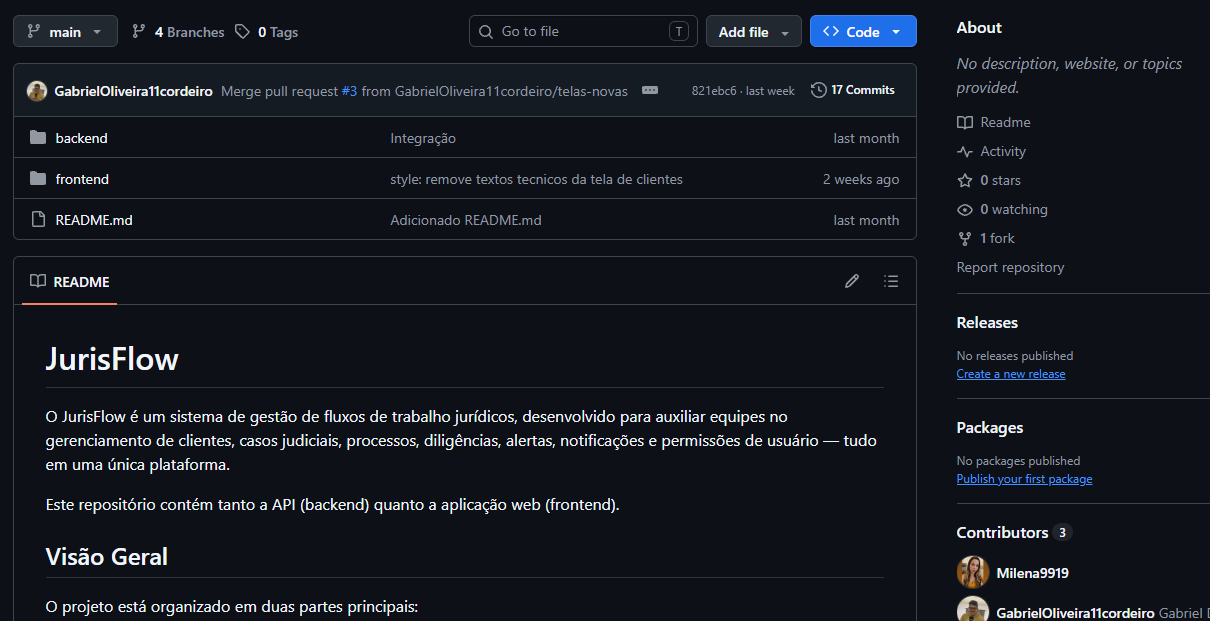 main
4 Branches
0 Tags
Go to file
T
Add file
Code
GabrielOliveira11cordeiro Merge pull request #3 from GabrielOliveira11cordeiro/telas-novas
821ebc6 · last week
17 Commits
backend
Integração
last month
frontend
style: remove textos tecnicos da tela de clientes
2 weeks ago
README.md
Adicionado README.md
last month
README
JurisFlow
O JurisFlow é um sistema de gestão de fluxos de trabalho jurídicos, desenvolvido para auxiliar equipes no
gerenciamento de clientes, casos judiciais, processos, diligências, alertas, notificações e permissões de usuário — tudo
em uma única plataforma.
Este repositório contém tanto a API (backend) quanto a aplicação web (frontend).
Visão Geral
O projeto está organizado em duas partes principais:
About
No description, website, or topics
provided.
Readme
Activity
0 stars
0 watching
1 fork
Report repository
Releases
No releases published
Create a new release
Packages
No packages published
Publish your first package
Contributors 3
Milena9919
GabrielOliveira11cordeiro Gabriel